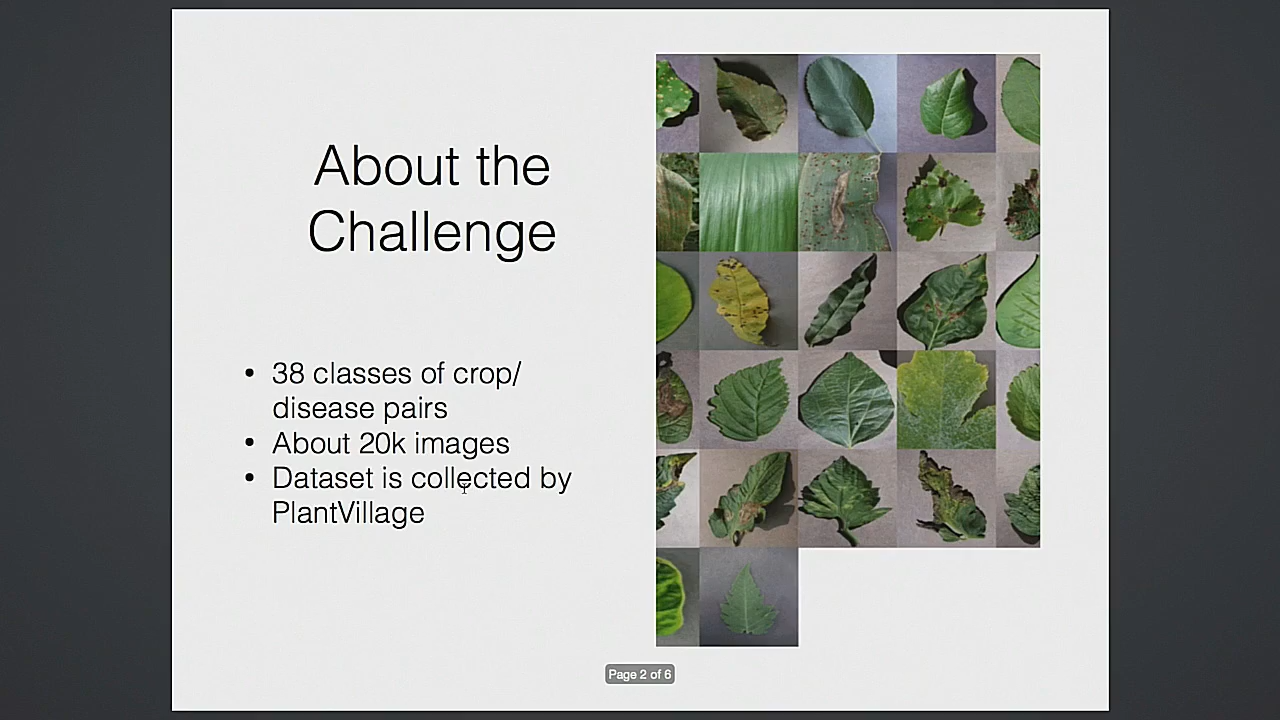 About the
Challenge
• 38 classes of crop/
disease pairs
• About 20k images
• Dataset is collected by
PlantVillage
Page 2 of 6